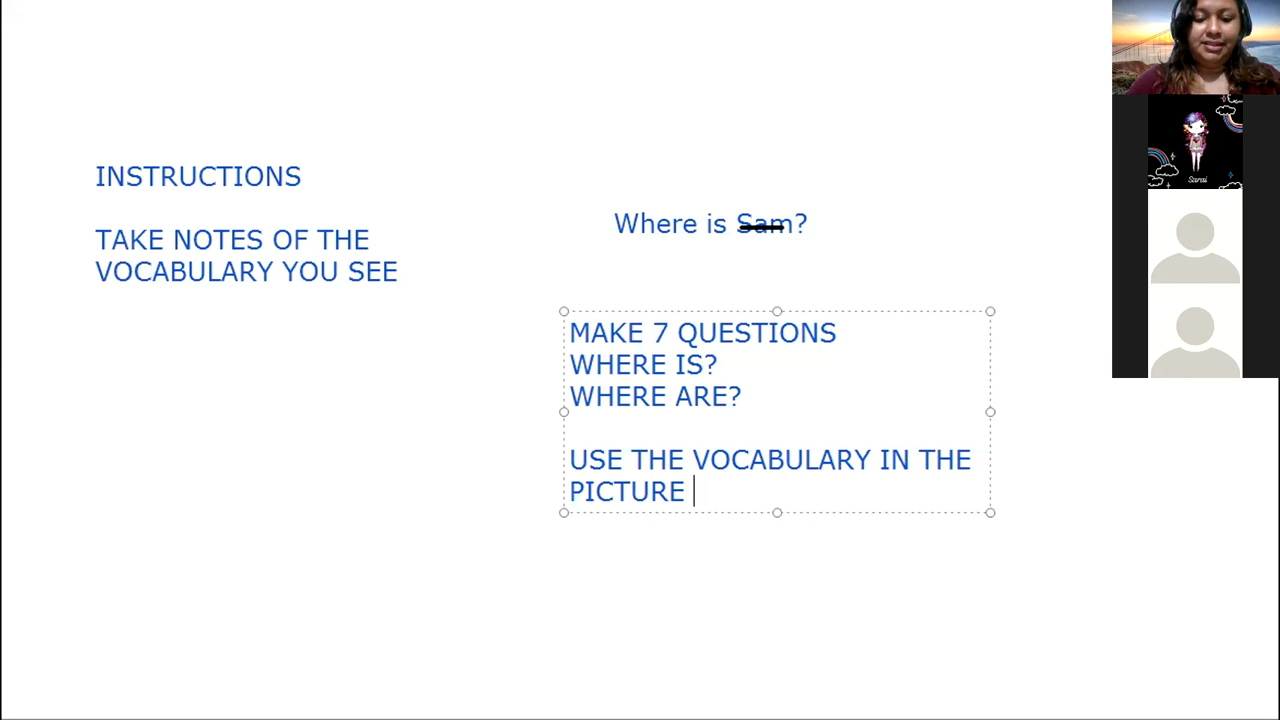 INSTRUCTIONS
TAKE NOTES OF THE
VOCABULARY YOU SEE
Where is Sam?
MAKE 7 QUESTIONS
WHERE IS?
WHERE ARE?
USE THE VOCABULARY IN THE
PICTURE
Sarai